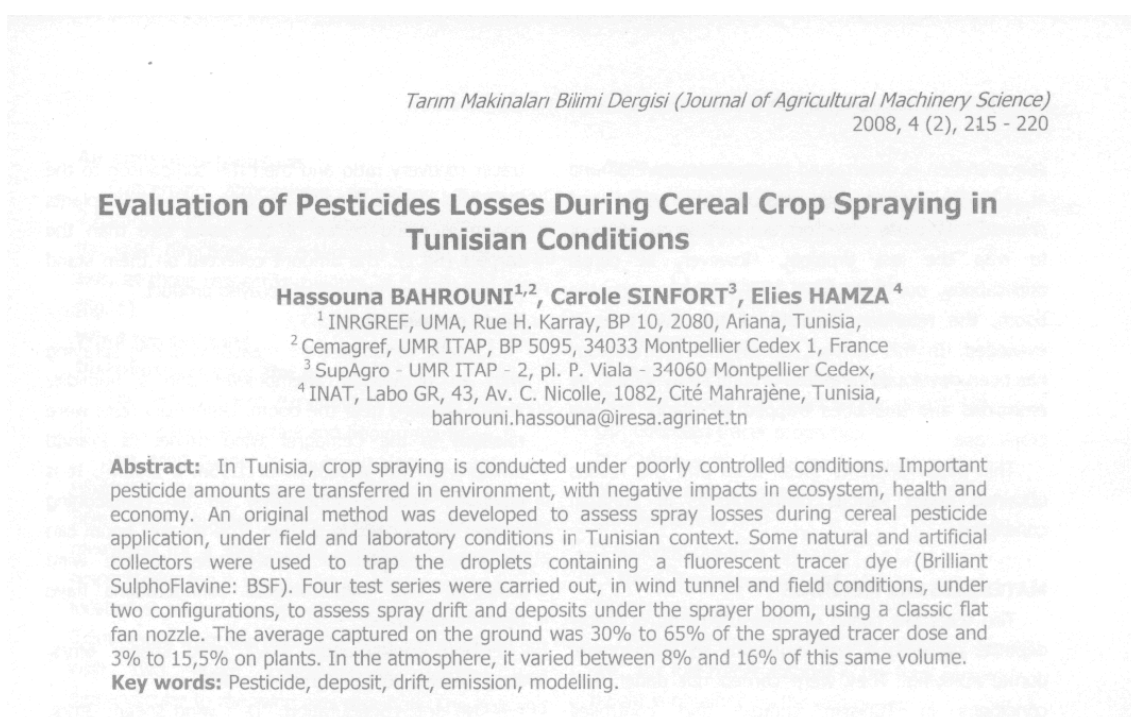 Tarım Makinaları Bilimi Dergisi (Journal of Agricultural Machinery Science)
2008, 4 (2), 215 - 220
Evaluation of Pesticides Losses During Cereal Crop Spraying in
Tunisian Conditions
Hassouna BAHROUNI1,2, Carole SINFORT3, Elies HAMZA 4
1 INRGREF, UMA, Rue H. Karray, BP 10, 2080, Ariana, Tunisia,
2 Cemagref, UMR ITAP, BP 5095, 34033 Montpellier Cedex 1, France
3 SupAgro - UMR ITAP - 2, pl. P. Viala - 34060 Montpellier Cedex,
4 INAT, Labo GR, 43, Av. C. Nicolle, 1082, Cité Mahrajène, Tunisia,
bahrouni.hassouna@iresa.agrinet.tn
Abstract: In Tunisia, crop spraying is conducted under poorly controlled conditions. Important
pesticide amounts are transferred in environment, with negative impacts in ecosystem, health and
economy. An original method was developed to assess spray losses during cereal pesticide
application, under field and laboratory conditions in Tunisian context. Some natural and artificial
collectors were used to trap the droplets containing a fluorescent tracer dye (Brilliant
SulphoFlavine: BSF). Four test series were carried out, in wind tunnel and field conditions, under
two configurations, to assess spray drift and deposits under the sprayer boom, using a classic flat
fan nozzle. The average captured on the ground was 30% to 65% of the sprayed tracer dose and
3% to 15,5% on plants. In the atmosphere, it varied between 8% and 16% of this same volume.
Key words: Pesticide, deposit, drift, emission, modelling.